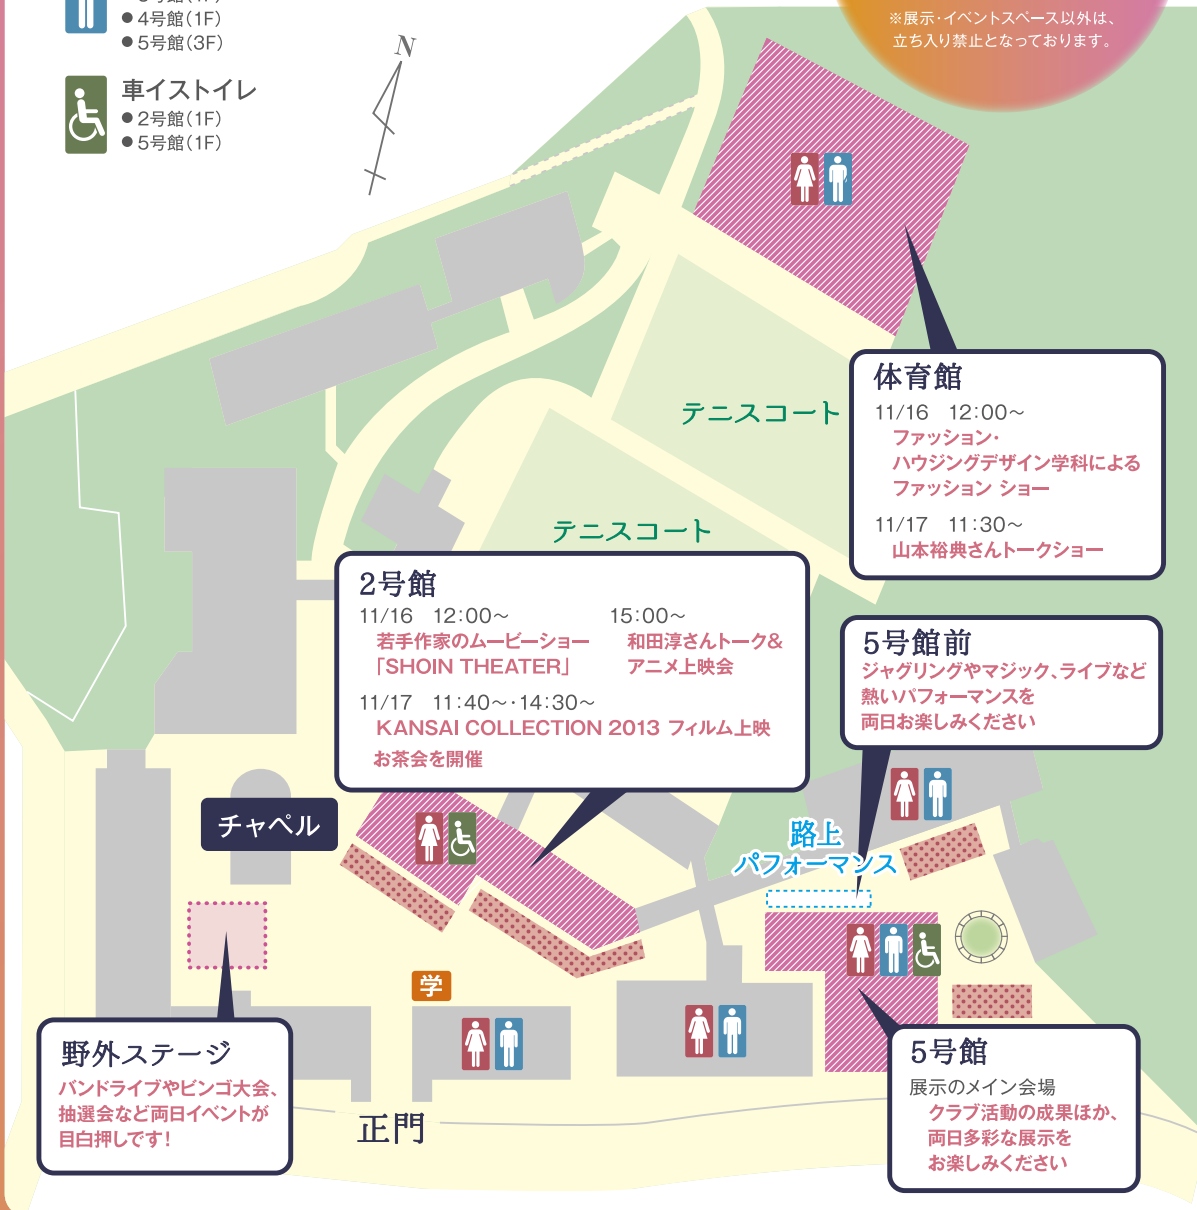 ●4号館（1F）
●5号館（3F）
車イストイレ
●2号館（1F）
●5号館（1F）
N
※展示・イベントスペース以外は、
立ち入り禁止となっております。
体育館
11/16　12:00～
ファッション・
ハウジングデザイン学科による
ファッション ショー
11/17　11:30～
山本裕典さんトークショー
テニスコート
テニスコート
2号館
11/16　12:00～　15:00～
若手作家のムービーショー　和田淳さんトーク&
「SHOIN THEATER」　アニメ上映会
11/17　11:40～・14:30～
KANSAI COLLECTION 2013 フィルム上映
お茶会を開催
5号館前
ジャグリングやマジック、ライブなど
熱いパフォーマンスを
両日お楽しみください
チャペル
路上
パフォーマンス
学
野外ステージ
バンドライブやビンゴ大会、
抽選会など両日イベントが
目白押しです！
正門
5号館
展示のメイン会場
クラブ活動の成果ほか、
両日多彩な展示を
お楽しみください